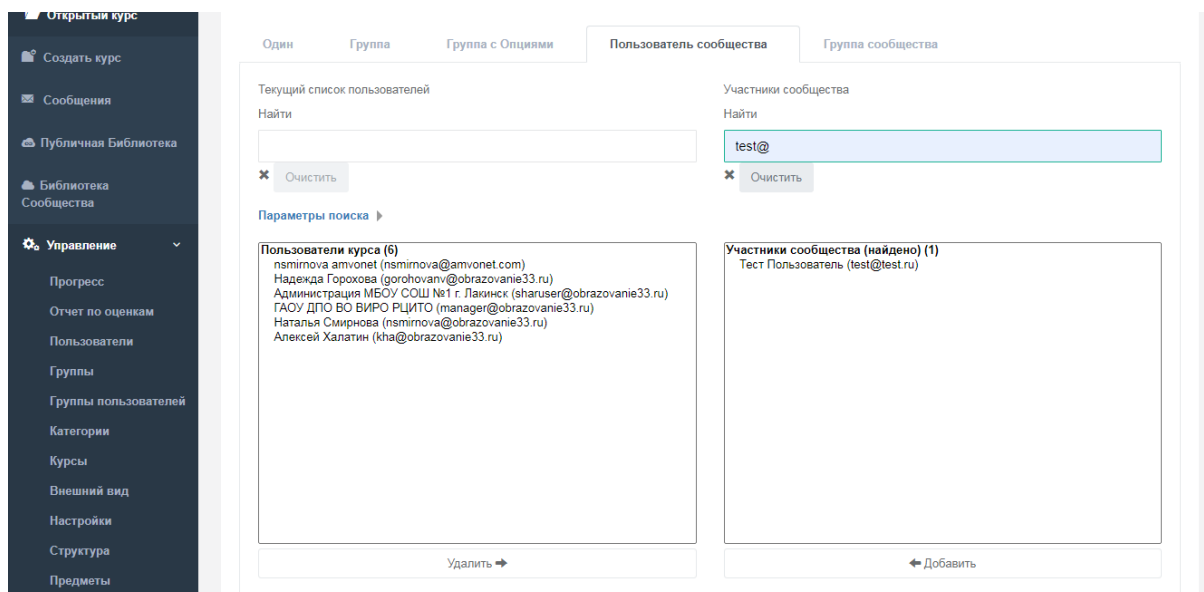 Открытый курс
Создать курс
Сообщения
Публичная Библиотека
Библиотека
Сообщества
Управление
Прогресс
Отчет по оценкам
Пользователи
Группы
Группы пользователей
Категории
Курсы
Внешний вид
Настройки
Структура
Предметы
Один
Группа
Группа с Опциями
Пользователь сообщества
Группа сообщества
Текущий список пользователей
Найти
Очистить
Параметры поиска
Пользователи курса (6)
nsmirnova amvonet (nsmirnova@amvonet.com)
Надежда Горохова (gorohovanv@obrazovanie33.ru)
Администрация МБОУ СОШ №1 г. Лакинск (sharuser@obrazovanie33.ru)
ГАОУ ДПО ВО ВИРО РЦИТО (manager@obrazovanie33.ru)
Наталья Смирнова (nsmirnova@obrazovanie33.ru)
Алексей Халатин (kha@obrazovanie33.ru)
Удалить
Участники сообщества
Найти
test@
Очистить
Участники сообщества (найдено) (1)
Тест Пользователь (test@test.ru)
Добавить